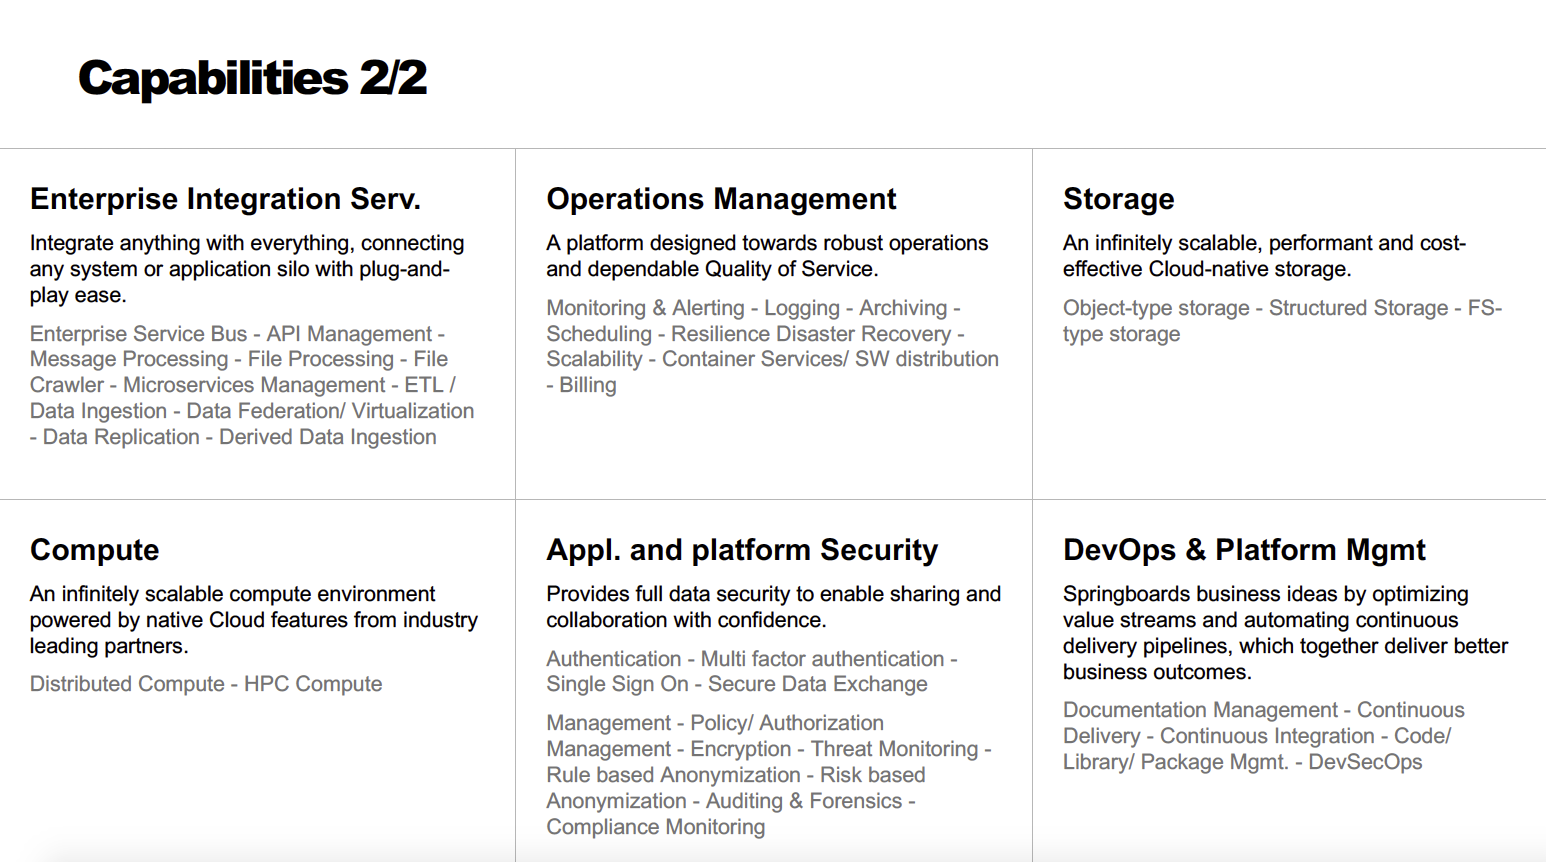 Capabilities 2/2
Enterprise Integration Serv.
Integrate anything with everything, connecting
any system or application silo with plug-and-
play ease.
Enterprise Service Bus - API Management -
Message Processing - File Processing - File
Crawler - Microservices Management - ETL /
Data Ingestion - Data Federation/ Virtualization
- Data Replication - Derived Data Ingestion
Operations Management
A platform designed towards robust operations
and dependable Quality of Service.
Monitoring & Alerting - Logging - Archiving -
Scheduling - Resilience Disaster Recovery -
Scalability - Container Services/ SW distribution
- Billing
Storage
An infinitely scalable, performant and cost-
effective Cloud-native storage.
Object-type storage - Structured Storage - FS-
type storage
Compute
An infinitely scalable compute environment
powered by native Cloud features from industry
leading partners.
Distributed Compute - HPC Compute
Appl. and platform Security
Provides full data security to enable sharing and
collaboration with confidence.
Authentication - Multi factor authentication -
Single Sign On - Secure Data Exchange
Management - Policy/ Authorization
Management - Encryption - Threat Monitoring -
Rule based Anonymization - Risk based
Anonymization - Auditing & Forensics -
Compliance Monitoring
DevOps & Platform Mgmt
Springboards business ideas by optimizing
value streams and automating continuous
delivery pipelines, which together deliver better
business outcomes.
Documentation Management - Continuous
Delivery - Continuous Integration - Code/
Library/ Package Mgmt. - DevSecOps